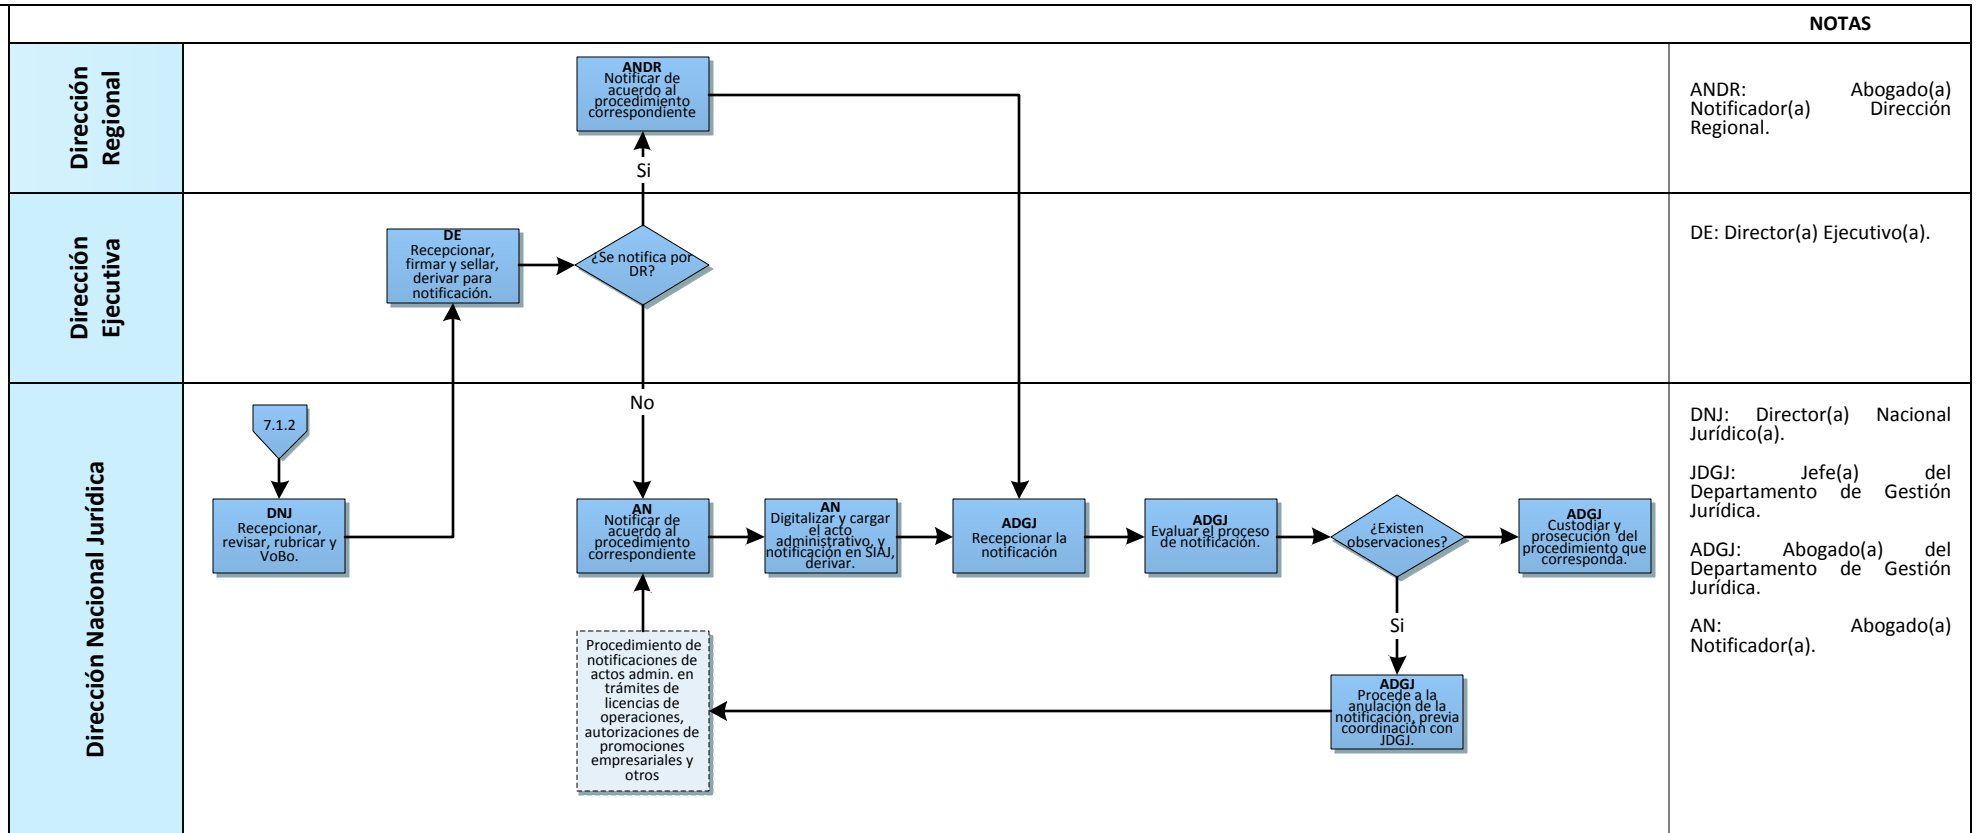 NOTAS
Dirección
Regional
ANDR
Notificar de
acuerdo al
procedimiento
correspondiente
Si
ANDR: Abogado(a)
Notificador(a) Dirección
Regional.
Dirección
Ejecutiva
DE
Recepcionar,
firmar y sellar,
derivar para
notificación.
¿Se notifica por
DR?
DE: Director(a) Ejecutivo(a).
Dirección Nacional Jurídica
No
7.1.2
DNJ
Recepcionar,
revisar, rubricar y
VoBo.
AN
Notificar de
acuerdo al
procedimiento
correspondiente
AN
Digitalizar y cargar
el acto
administrativo, y
notificación en SIAJ,
derivar.
ADGJ
Recepcionar la
notificación
ADGJ
Evaluar el proceso
de notificación.
¿Existen
observaciones?
ADGJ
Custodiar y
prosecución del
procedimiento que
corresponda.
Si
ADGJ
Procede a la
anulación de la
notificación, previa
coordinación con
JDGJ.
Procedimiento de
notificaciones de
actos admin. en
trámites de
licencias de
operaciones,
autorizaciones de
promociones
empresariales y
otros
DNJ: Director(a) Nacional
Jurídico(a).
JDGJ: Jefe(a) del
Departamento de Gestión
Jurídica.
ADGJ: Abogado(a) del
Departamento de Gestión
Jurídica.
AN: Abogado(a)
Notificador(a).